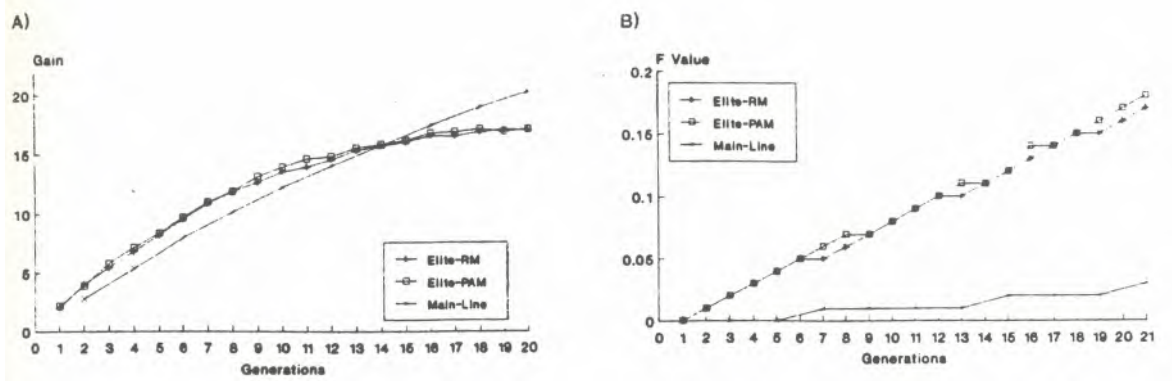 A)
Gain
20
15
10
5
0
Elite-RM
Elite-PAM
Main-Line
0 1 2 3 4 5 6 7 8 9 10 11 12 13 14 15 16 17 18 19 20
Generations
B)
F Value
0.2
0.15
0.1
0.05
0
Elite-RM
Elite-PAM
Main-Line
0 1 2 3 4 5 6 7 8 9 10 11 12 13 14 15 16 17 18 19 20 21
Generations